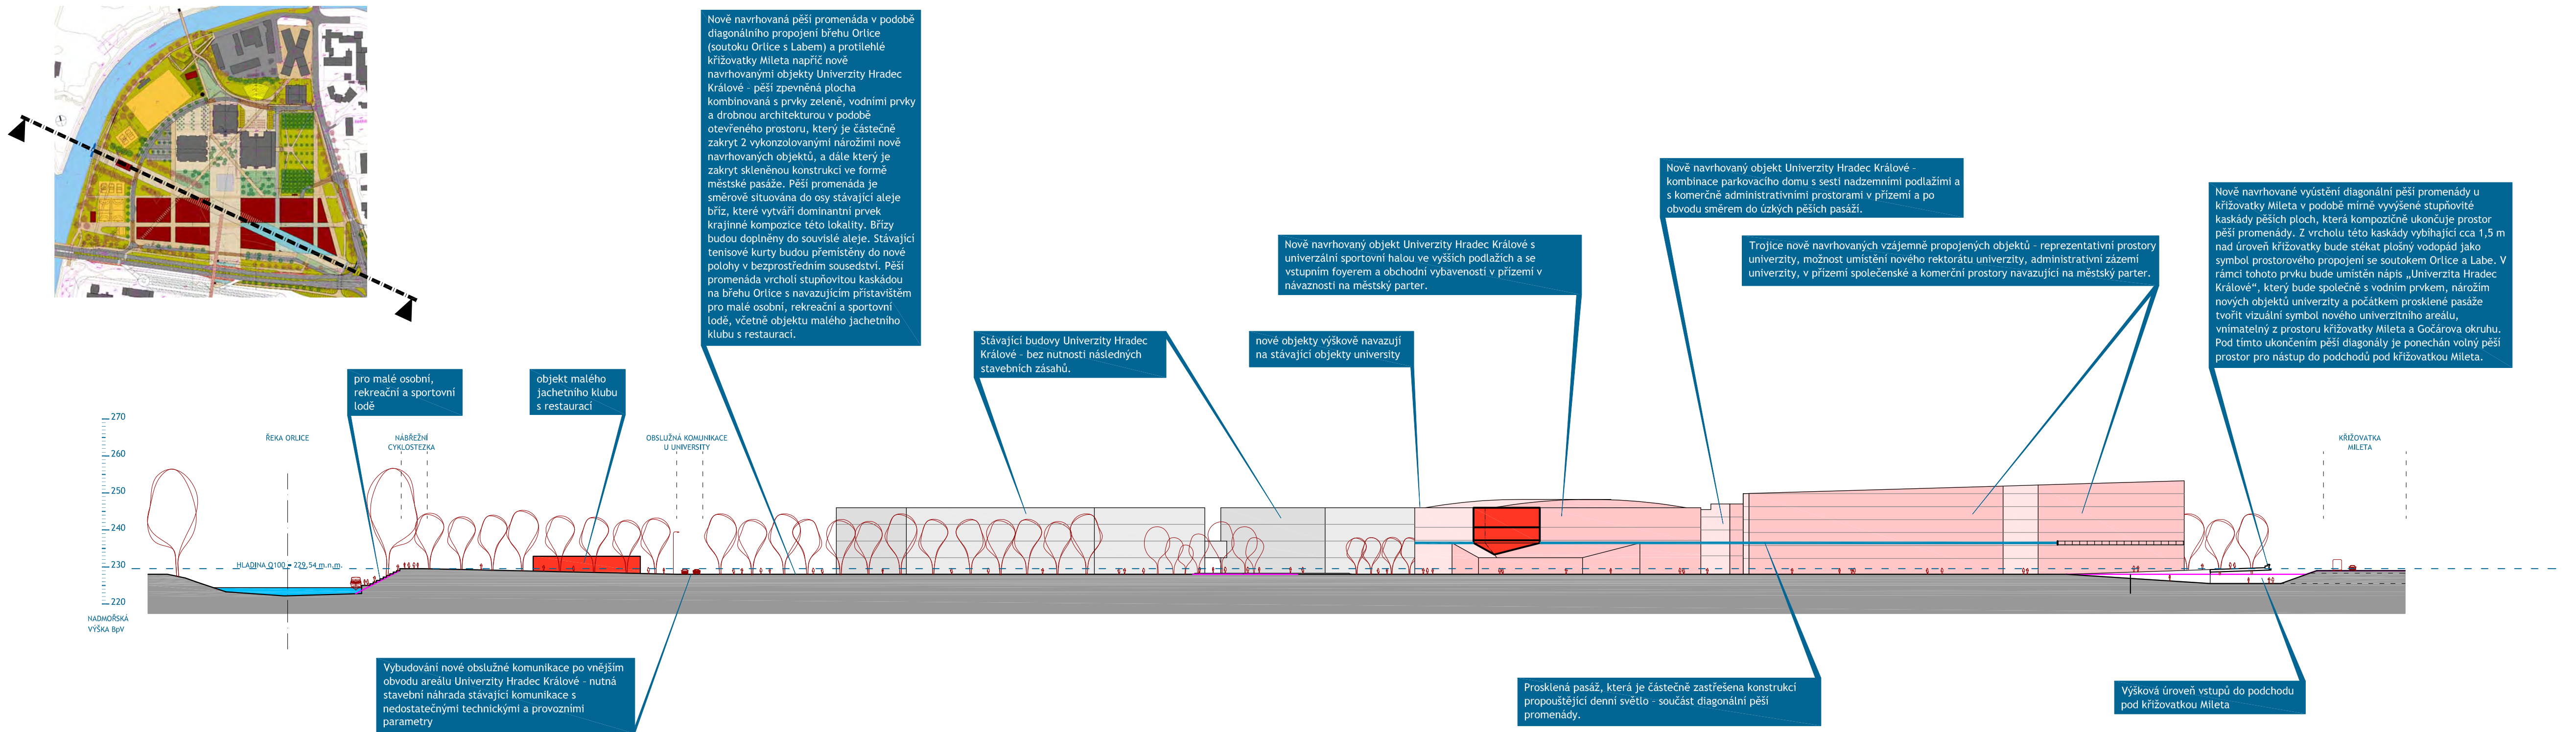 Nově navrhovaná pěší promenáda v podobě
diagonálního propojení břehu Orlice
(soutoku Orlice s Labem) a protilehlé
křižovatky Mileta napříč nově
navrhovanými objekty Univerzity Hradec
Králové – pěší zpevněná plocha
kombinovaná s prvky zeleně, vodními prvky
a drobnou architekturou v podobě
otevřeného prostoru, který je částečně
zakryt 2 vykonzolovanými nárožími nově
navrhovaných objektů, a dále který je
zakryt skleněnou konstrukcí ve formě
městské pasáže. Pěší promenáda je
směrově situována do osy stávající aleje
bříz, které vytváří dominantní prvek
krajinné kompozice této lokality. Břízy
budou doplněny do souvislé aleje. Stávající
tenisové kurty budou přemístěny do nové
polohy v bezprostředním sousedství. Pěší
promenáda vrcholí stupňovitou kaskádou
na břehu Orlice s navazujícím přístavištěm
pro malé osobní, rekreační a sportovní
lodě, včetně objektu malého jachetního
klubu s restaurací.
Nově navrhovaný objekt Univerzity Hradec Králové –
kombinace parkovacího domu s sesti nadzemními podlažími a
s komerčně administrativními prostorami v přízemí a po
obvodu směrem do úzkých pěších pasáží.
Nově navrhované vyústění diagonální pěší promenády u
křižovatky Mileta v podobě mírně vyvýšené stupňovité
kaskády pěších ploch, která kompozičně ukončuje prostor
pěší promenády. Z vrcholu této kaskády vybíhající cca 1,5 m
nad úroveň křižovatky bude stékat plošný vodopád jako
symbol prostorového propojení se soutokem Orlice a Labe. V
rámci tohoto prvku bude umístěn nápis „Univerzita Hradec
Králové“, který bude společně s vodním prvkem, nárožím
nových objektů univerzity a počátkem prosklené pasáže
tvořit vizuální symbol nového univerzitního areálu,
vnímatelný z prostoru křižovatky Mileta a Gočárova okruhu.
Pod tímto ukončením pěší diagonály je ponechán volný pěší
prostor pro nástup do podchodů pod křižovatkou Mileta.
Nově navrhovaný objekt Univerzity Hradec Králové s
univerzální sportovní halou ve vyšších podlažích a se
vstupním foyerem a obchodní vybaveností v přízemí v
návaznosti na městský parter.
Trojice nově navrhovaných vzájemně propojených objektů – reprezentativní prostory
univerzity, možnost umístění nového rektorátu univerzity, administrativní zázemí
univerzity, v přízemí společenské a komerční prostory navazující na městský parter.
Stávající budovy Univerzity Hradec
Králové – bez nutnosti následných
stavebních zásahů.
nové objekty výškově navazují
na stávající objekty university
pro malé osobní,
rekreační a sportovní
lodě
objekt malého
jachetního klubu
s restaurací
270
260
250
240
230
220
NADMOŘSKÁ
VÝŠKA BpV
ŘEKA ORLICE
NÁBŘEŽNÍ
CYKLOSTEZKA
OBSLUŽNÁ KOMUNIKACE
U UNIVERSITY
KŘIŽOVATKA
MILETA
HLADINA Q100 = 229,54 m.n.m.
Vybudování nové obslužné komunikace po vnějším
obvodu areálu Univerzity Hradec Králové – nutná
stavební náhrada stávající komunikace s
nedostatečnými technickými a provozními
parametry
Prosklená pasáž, která je částečně zastřešena konstrukcí
propouštějící denní světlo – součást diagonální pěší
promenády.
Výšková úroveň vstupů do podchodu
pod křižovatkou Mileta